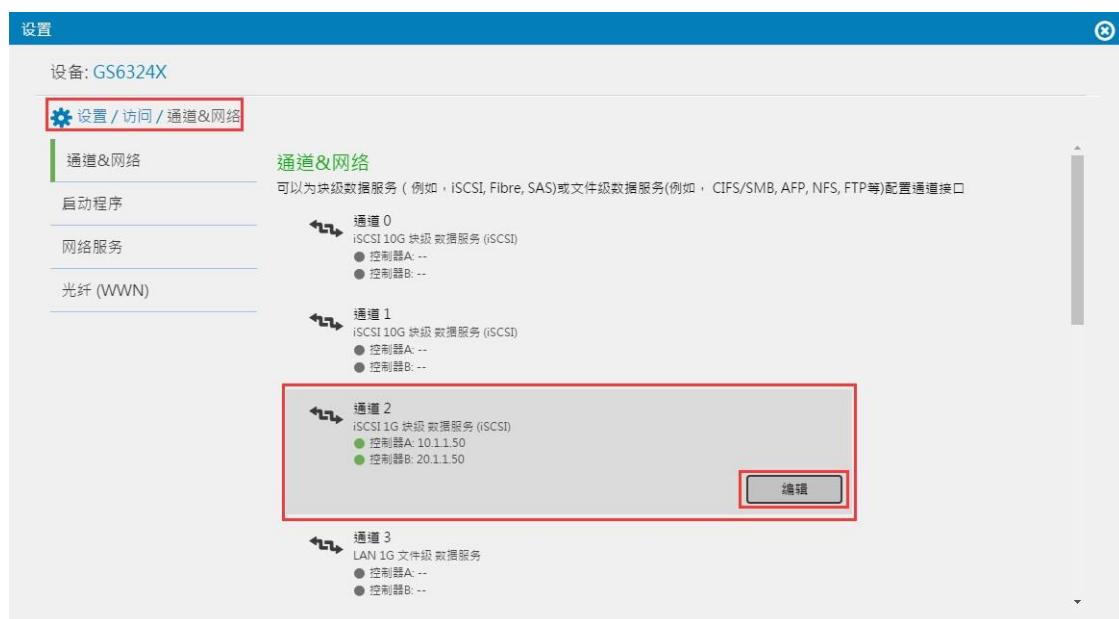 设置
设备: GS6324X
设置 / 访问 / 通道&网络
通道&网络
启动程序
网络服务
光纤 (WWN)
通道&网络
可以为块级数据服务 ( 例如，iSCSI, Fibre, SAS)或文件级数据服务(例如， CIFS/SMB, AFP, NFS, FTP等)配置通道接口
通道 0
iSCSI 10G 块级 数据服务 (iSCSI)
控制器A: --
控制器B: --
通道 1
iSCSI 10G 块级 数据服务 (iSCSI)
控制器A: --
控制器B: --
通道 2
iSCSI 1G 块级 数据服务 (iSCSI)
控制器A: 10.1.1.50
控制器B: 20.1.1.50
编辑
通道 3
LAN 1G 文件级 数据服务
控制器A: --
控制器B: --